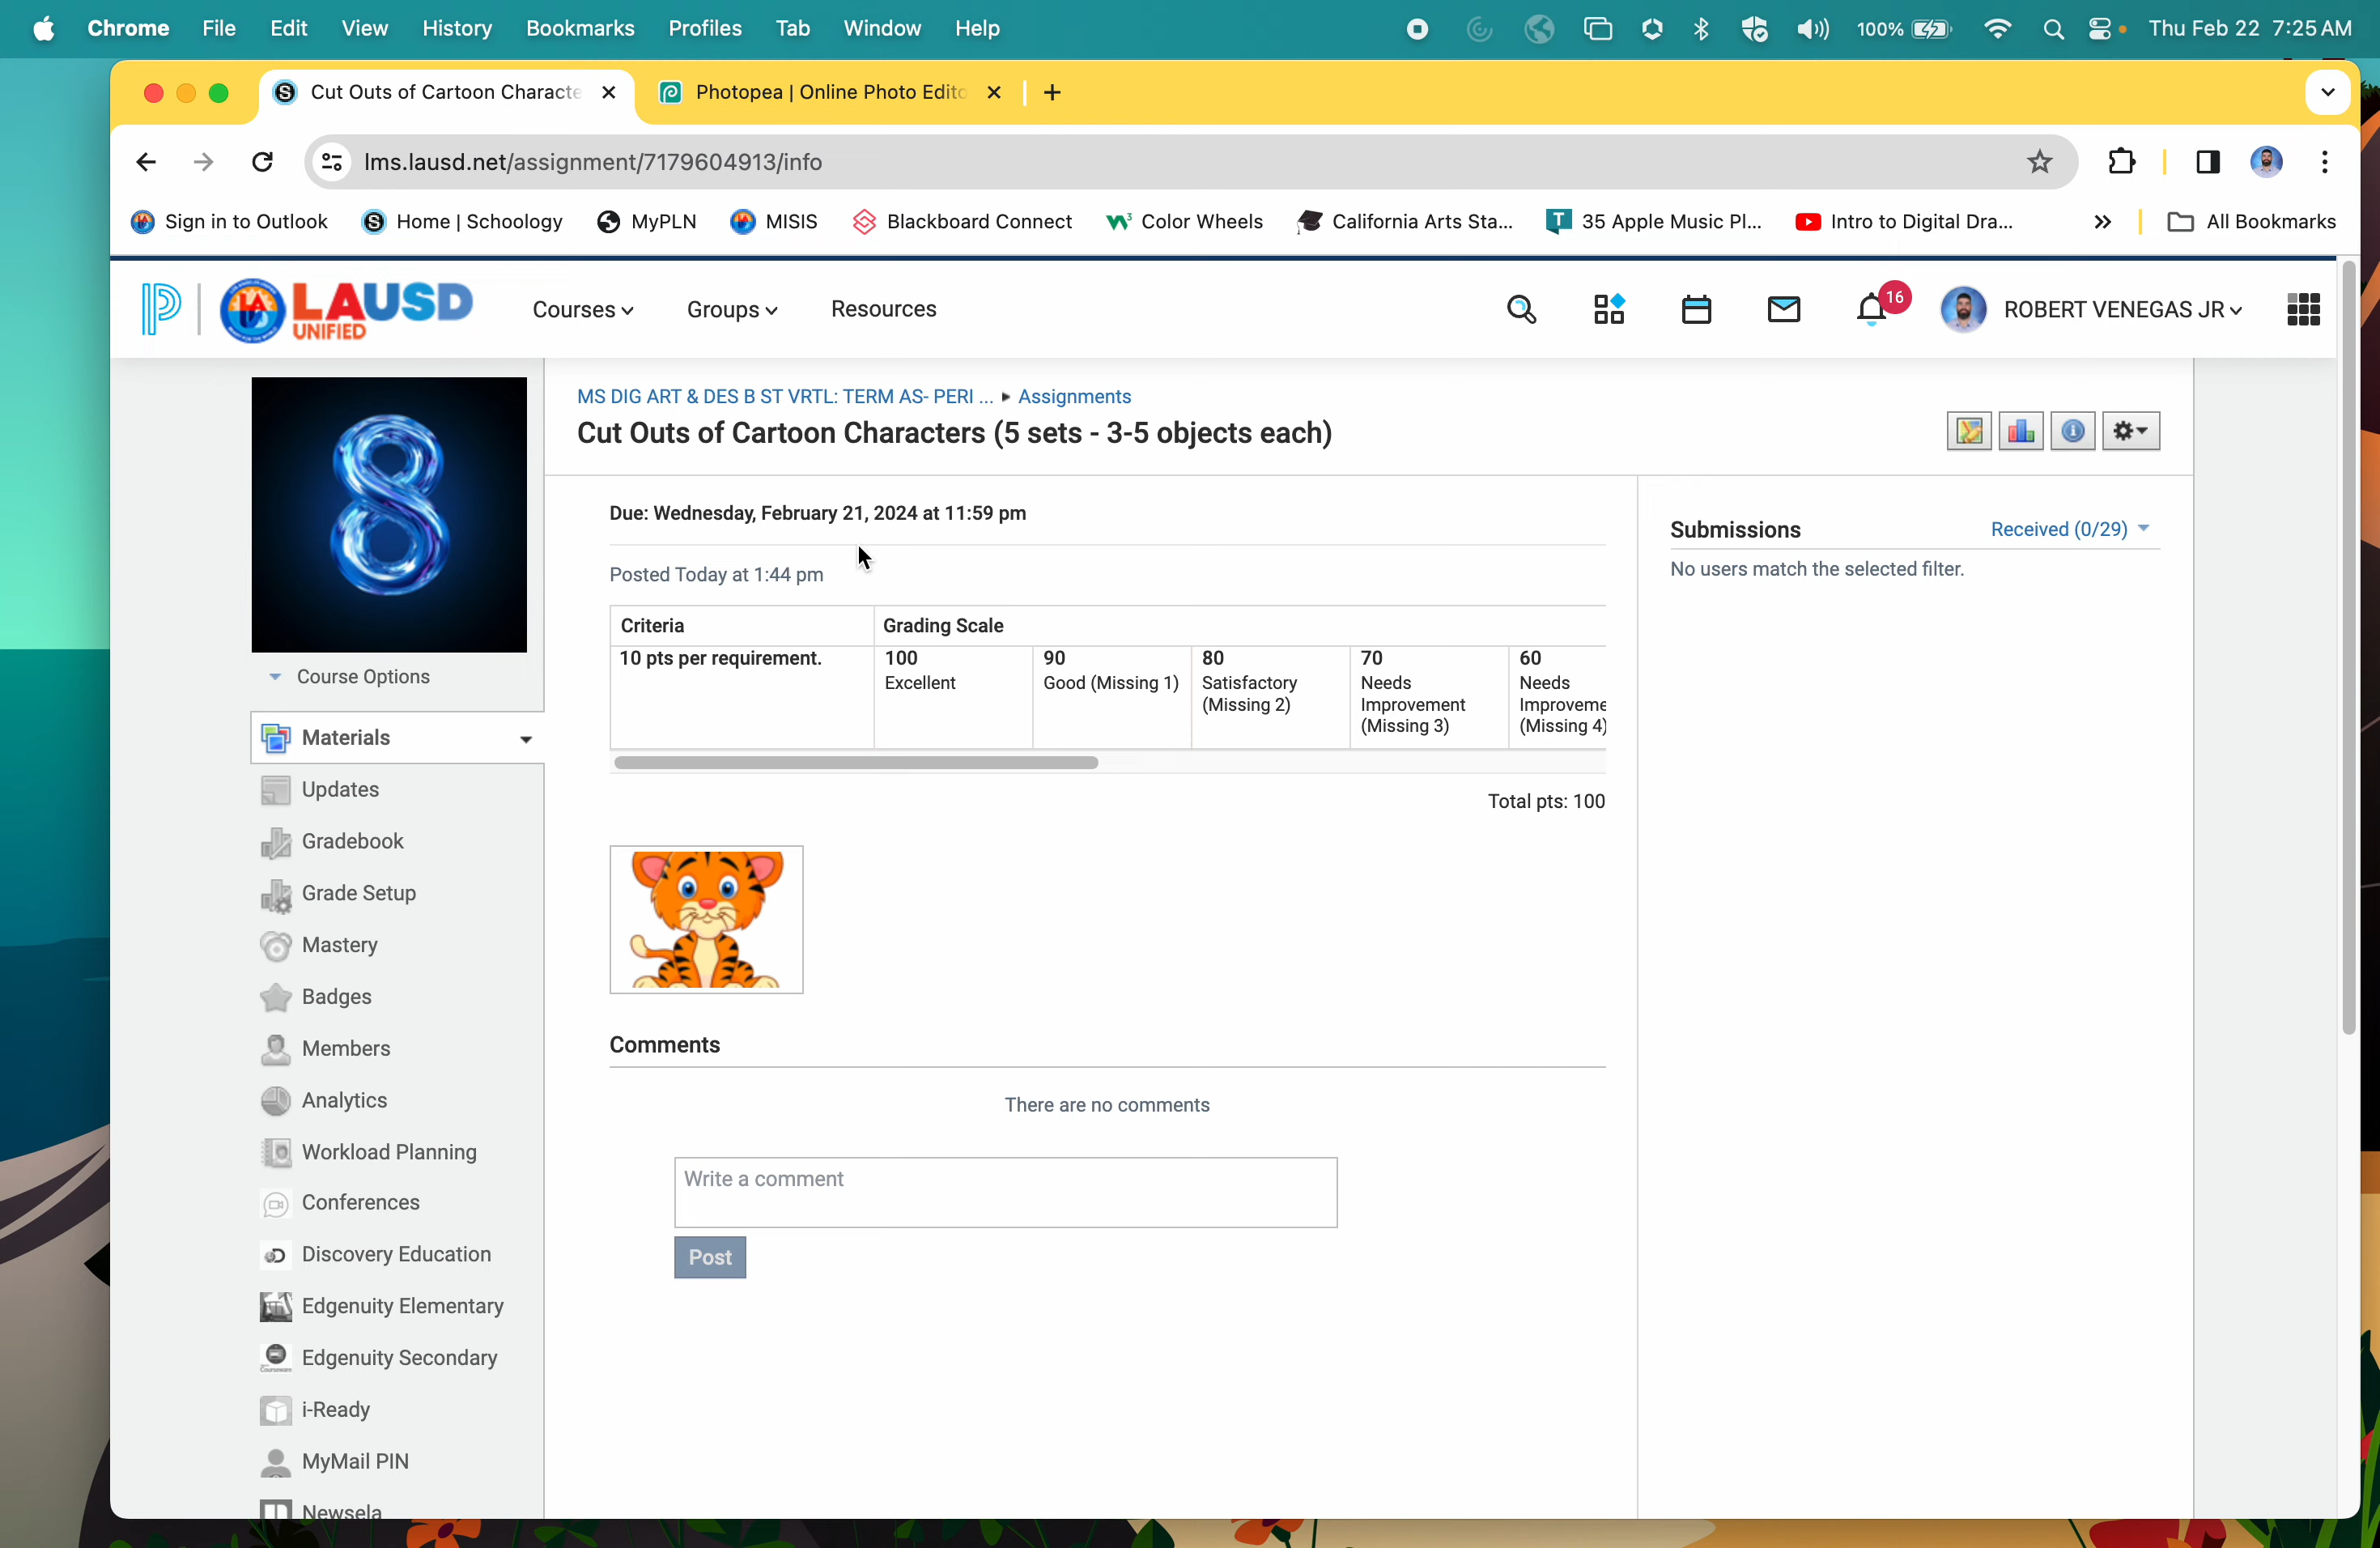 Chrome File Edit View History Bookmarks Profiles Tab Window Help 100% Thu Feb 22 7:25 AM
Cut Outs of Cartoon Characte Photopea | Online Photo Edito
lms.lausd.net/assignment/7179604913/info
Sign in to Outlook Home | Schoology MyPLN MISIS Blackboard Connect Color Wheels California Arts Sta... 35 Apple Music Pl... Intro to Digital Dra... » All Bookmarks
LAUSD UNIFIED Courses Groups Resources 16 ROBERT VENEGAS JR
MS DIG ART & DES B ST VRTL: TERM AS- PERI ... ▸ Assignments
Cut Outs of Cartoon Characters (5 sets - 3-5 objects each)
8
Course Options
Materials
Updates
Gradebook
Grade Setup
Mastery
Badges
Members
Analytics
Workload Planning
Conferences
Discovery Education
Edgenuity Elementary
Edgenuity Secondary
i-Ready
MyMail PIN
Newsela
Due: Wednesday, February 21, 2024 at 11:59 pm
Posted Today at 1:44 pm
Criteria Grading Scale
10 pts per requirement. 100 90 80 70 60
Excellent Good (Missing 1) Satisfactory Needs Needs
(Missing 2) Improvement Improveme
(Missing 3) (Missing 4)
Total pts: 100
Comments
There are no comments
Write a comment
Post
Submissions Received (0/29)
No users match the selected filter.